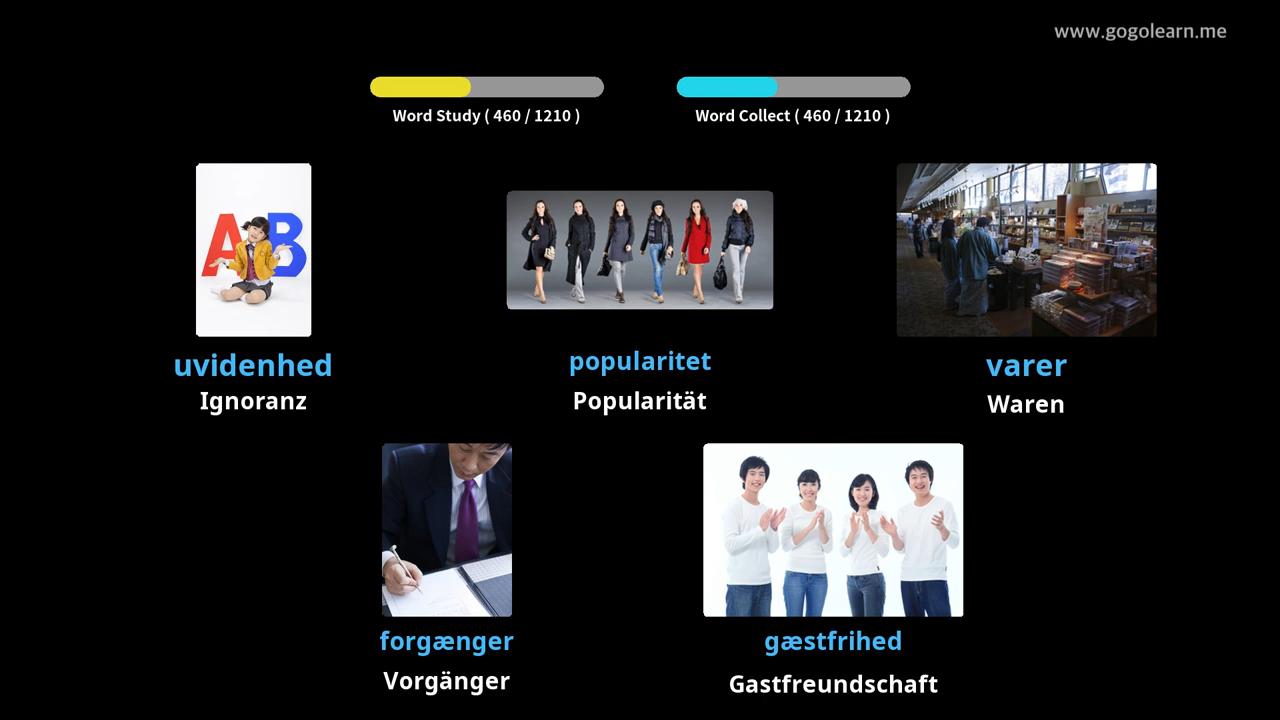 www.gogolearn.me
Word Study ( 460 / 1210 )
Word Collect ( 460 / 1210 )
AB
uvidenhed
Ignoranz
popularitet
Popularität
varer
Waren
forgænger
Vorgänger
gæstfrihed
Gastfreundschaft